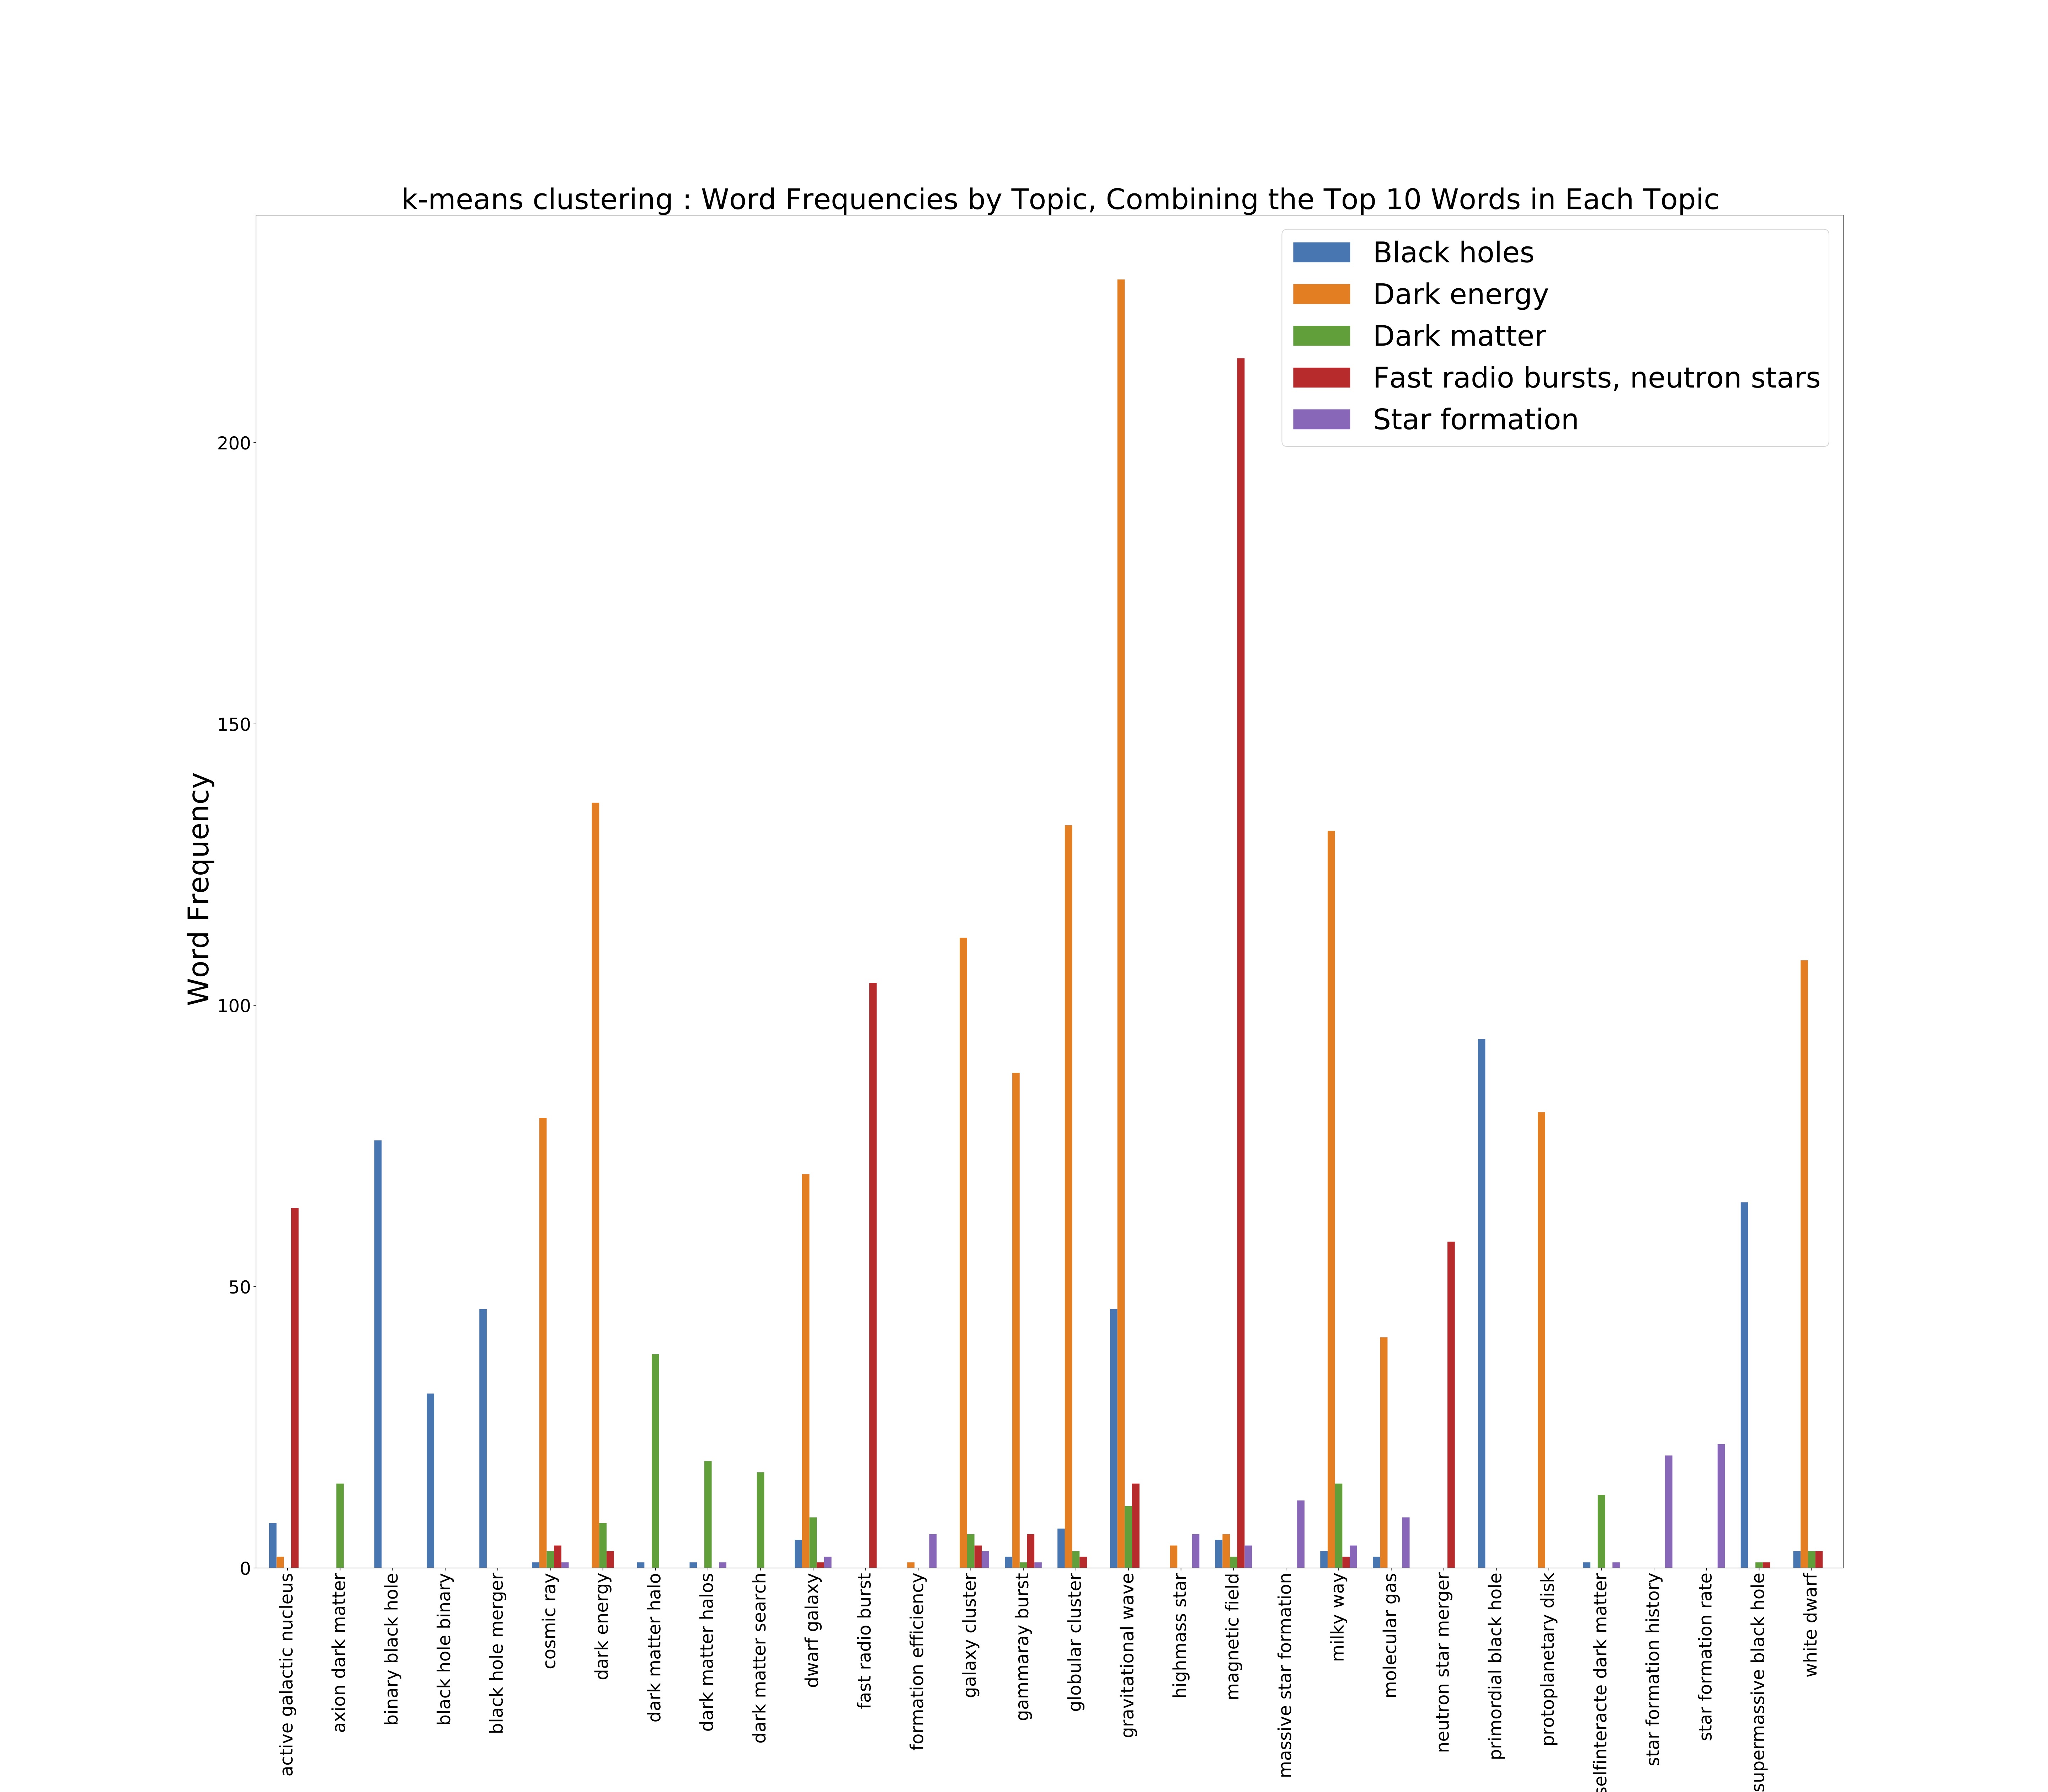 k-means clustering : Word Frequencies by Topic, Combining the Top 10 Words in Each Topic
Black holes
Dark energy
Dark matter
Fast radio bursts, neutron stars
Star formation
Word Frequency
200
150
100
50
0
active galactic nucleus
axion dark matter
binary black hole
black hole binary
black hole merger
cosmic ray
dark energy
dark matter halo
dark matter halos
dark matter search
dwarf galaxy
fast radio burst
formation efficiency
galaxy cluster
gammaray burst
globular cluster
gravitational wave
highmass star
magnetic field
massive star formation
milky way
molecular gas
neutron star merger
primordial black hole
protoplanetary disk
selfinteracte dark matter
star formation history
star formation rate
supermassive black hole
white dwarf